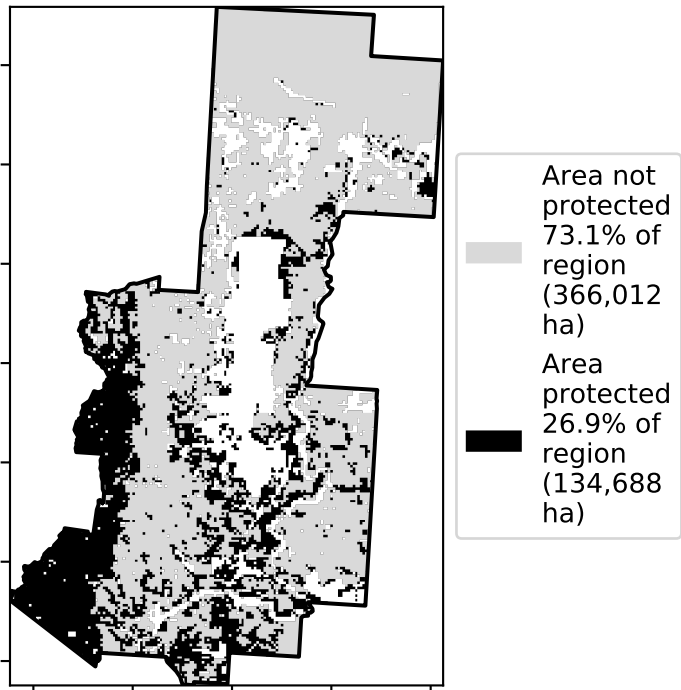 Area not
protected
73.1% of
region
(366,012
ha)
Area
protected
26.9% of
region
(134,688
ha)